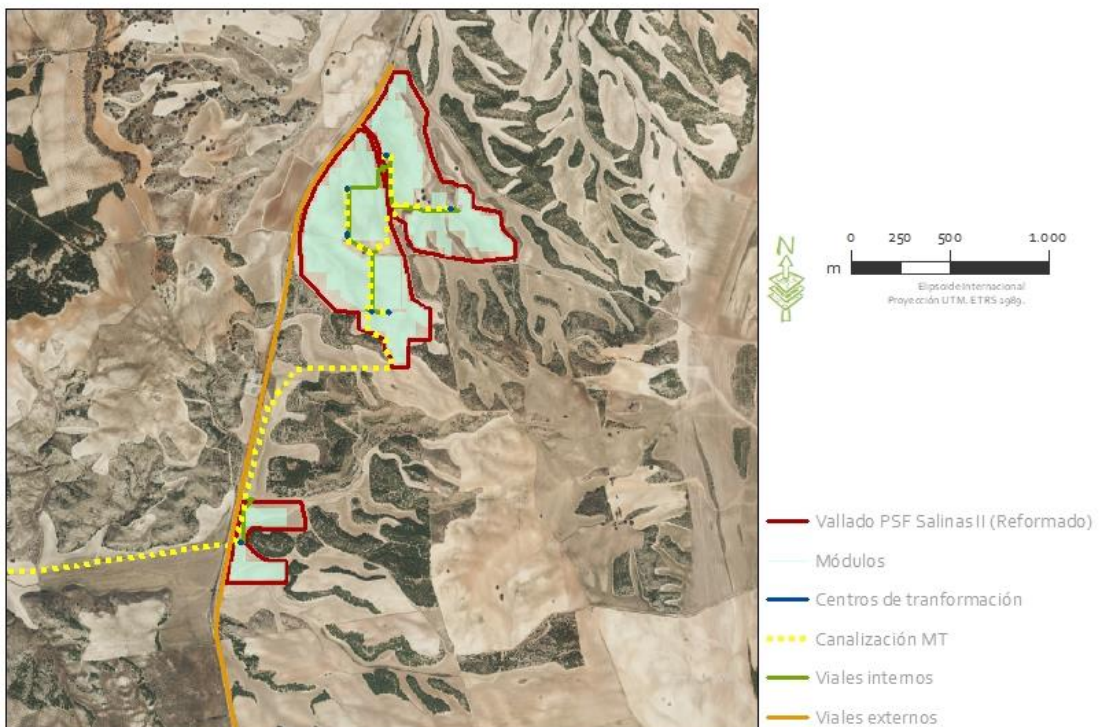 N
0 250 500 1.000
m
Elipsoide Internacional
Proyección UTM. ETRS 1989.
Vallado PSF Salinas II (Reformado)
Módulos
Centros de tranformación
Canalización MT
Viales internos
Viales externos